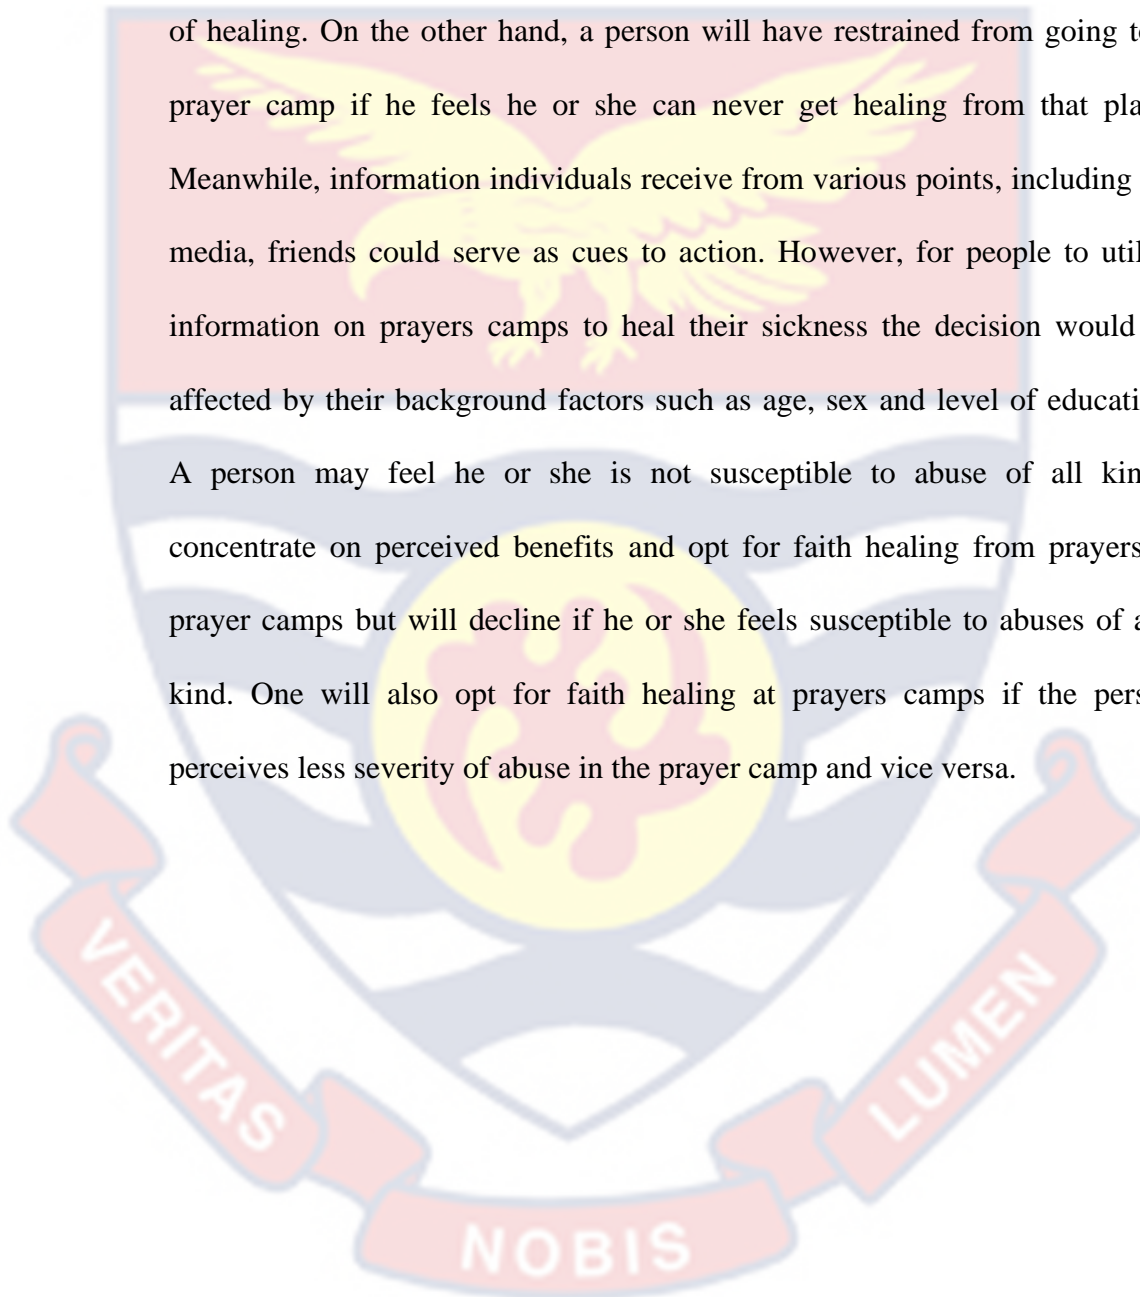 of healing. On the other hand, a person will have restrained from going to
prayer camp if he feels he or she can never get healing from that pla
Meanwhile, information individuals receive from various points, including
media, friends could serve as cues to action. However, for people to util
information on prayers camps to heal their sickness the decision would
affected by their background factors such as age, sex and level of educati
A person may feel he or she is not susceptible to abuse of all kin
concentrate on perceived benefits and opt for faith healing from prayers
prayer camps but will decline if he or she feels susceptible to abuses of a
kind. One will also opt for faith healing at prayers camps if the pers
perceives less severity of abuse in the prayer camp and vice versa.
VERITAS
NOBIS
LUMEN